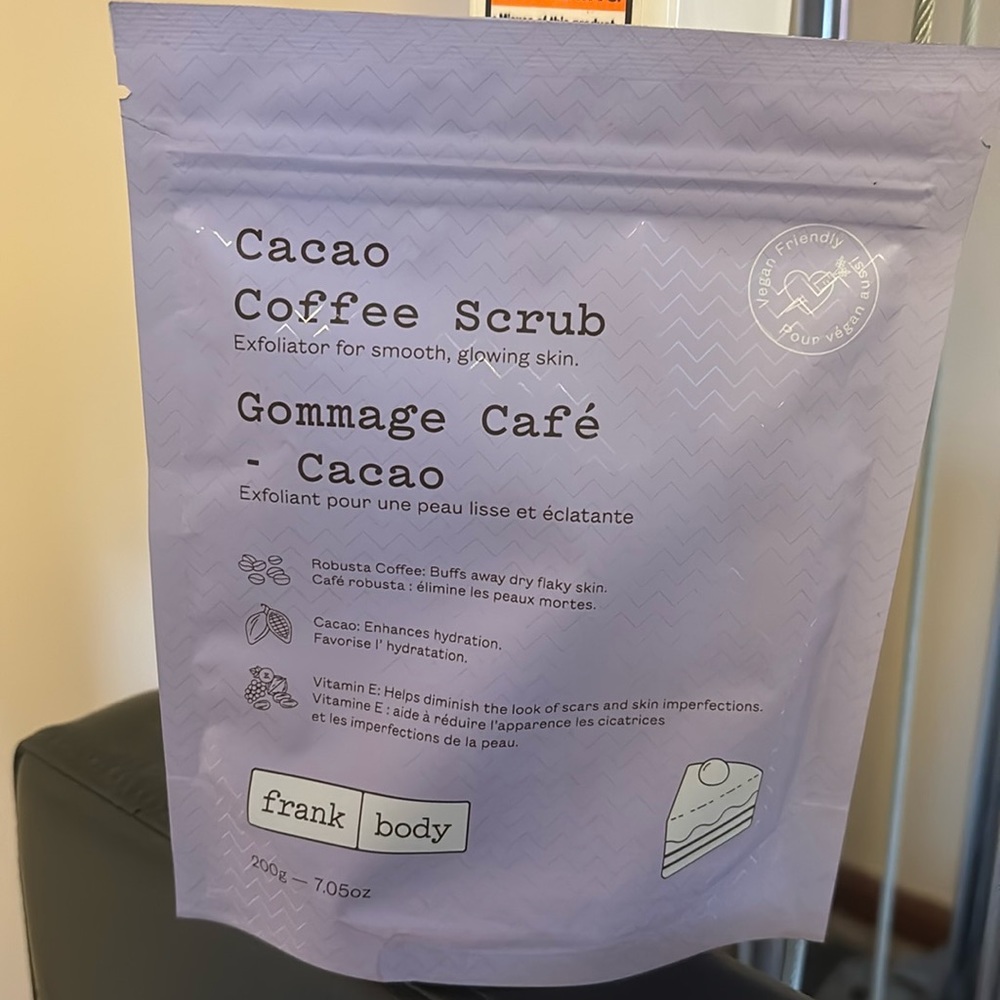 Cacao
Coffee Scrub
Exfoliator for smooth, glowing skin.
Gommage Café
- Cacao
Exfoliant pour une peau lisse et éclatante
Vegan Friendly
Pour végan aussi
Robusta Coffee: Buffs away dry flaky skin.
Café robusta : élimine les peaux mortes.
Cacao: Enhances hydration.
Favorise l' hydratation.
Vitamin E: Helps diminish the look of scars and skin imperfections.
Vitamine E : aide à réduire l'apparence les cicatrices
et les imperfections de la peau.
frank body
200g — 7.05oz